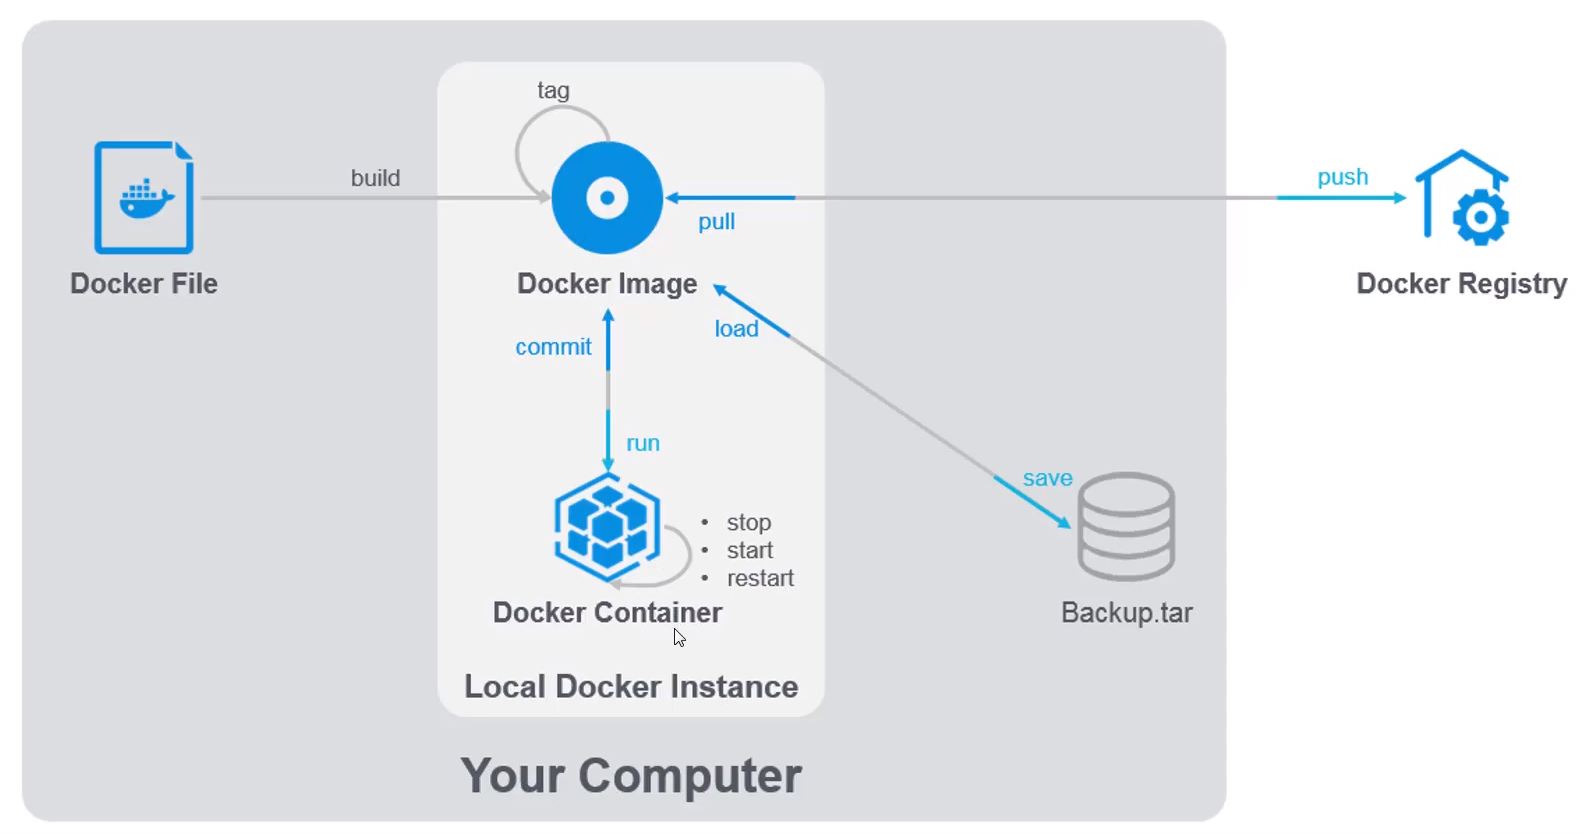 tag
build
push
pull
Docker File
Docker Image
Docker Registry
load
commit
run
save
• stop
• start
• restart
Docker Container
Backup.tar
Local Docker Instance
Your Computer